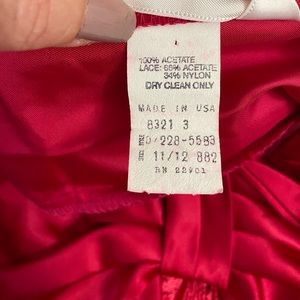 100% ACETATE
LACE: 66% ACETATE
34% NYLON
DRY CLEAN ONLY
MADE IN USA
8321 3
0/228-5583
11/12 882
RN 22901